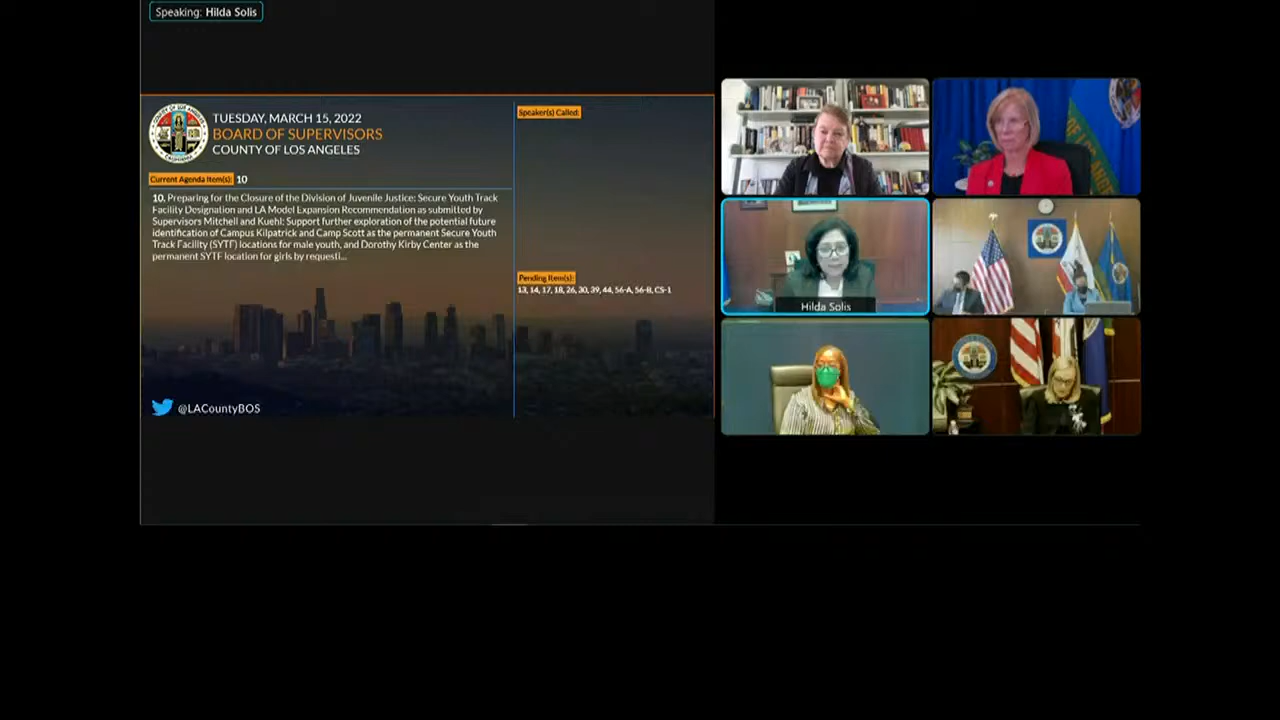 Speaking: Hilda Solis
TUESDAY, MARCH 15, 2022
BOARD OF SUPERVISORS
COUNTY OF LOS ANGELES
Current Agenda Item(s): 10
10. Preparing for the Closure of the Division of Juvenile Justice: Secure Youth Track
Facility Designation and LA Model Expansion Recommendation as submitted by
Supervisors Mitchell and Kuehl: Support further exploration of the potential future
identification of Campus Kilpatrick and Camp Scott as the permanent Secure Youth
Track Facility (SYTF) locations for male youth, and Dorothy Kirby Center as the
permanent SYTF location for girls by requesti...
@LACountyBOS
Speaker(s) Called:
Pending Item(s):
13, 14, 17, 18, 26, 30, 39, 44, 56-A, 56-B, CS-1
Hilda Solis